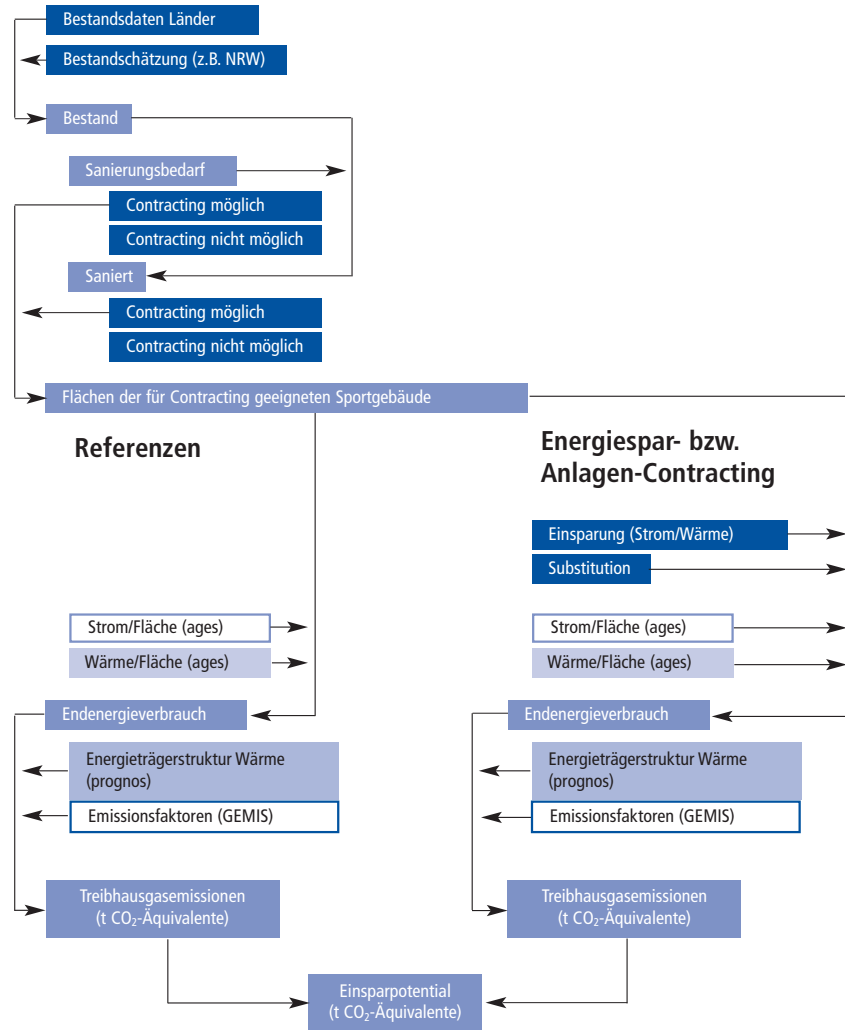 Bestandsdaten Länder
Bestandschätzung (z.B. NRW)
Bestand
Sanierungsbedarf
Contracting möglich
Contracting nicht möglich
Saniert
Contracting möglich
Contracting nicht möglich
Flächen der für Contracting geeigneten Sportgebäude
Referenzen
Strom/Fläche (ages)
Wärme/Fläche (ages)
Endenergieverbrauch
Energieträgerstruktur Wärme
(prognos)
Emissionsfaktoren (GEMIS)
Treibhausgasemissionen
(t CO₂-Äquivalente)
Energiespar- bzw.
Anlagen-Contracting
Einsparung (Strom/Wärme)
Substitution
Strom/Fläche (ages)
Wärme/Fläche (ages)
Endenergieverbrauch
Energieträgerstruktur Wärme
(prognos)
Emissionsfaktoren (GEMIS)
Treibhausgasemissionen
(t CO₂-Äquivalente)
Einsparpotential
(t CO₂-Äquivalente)